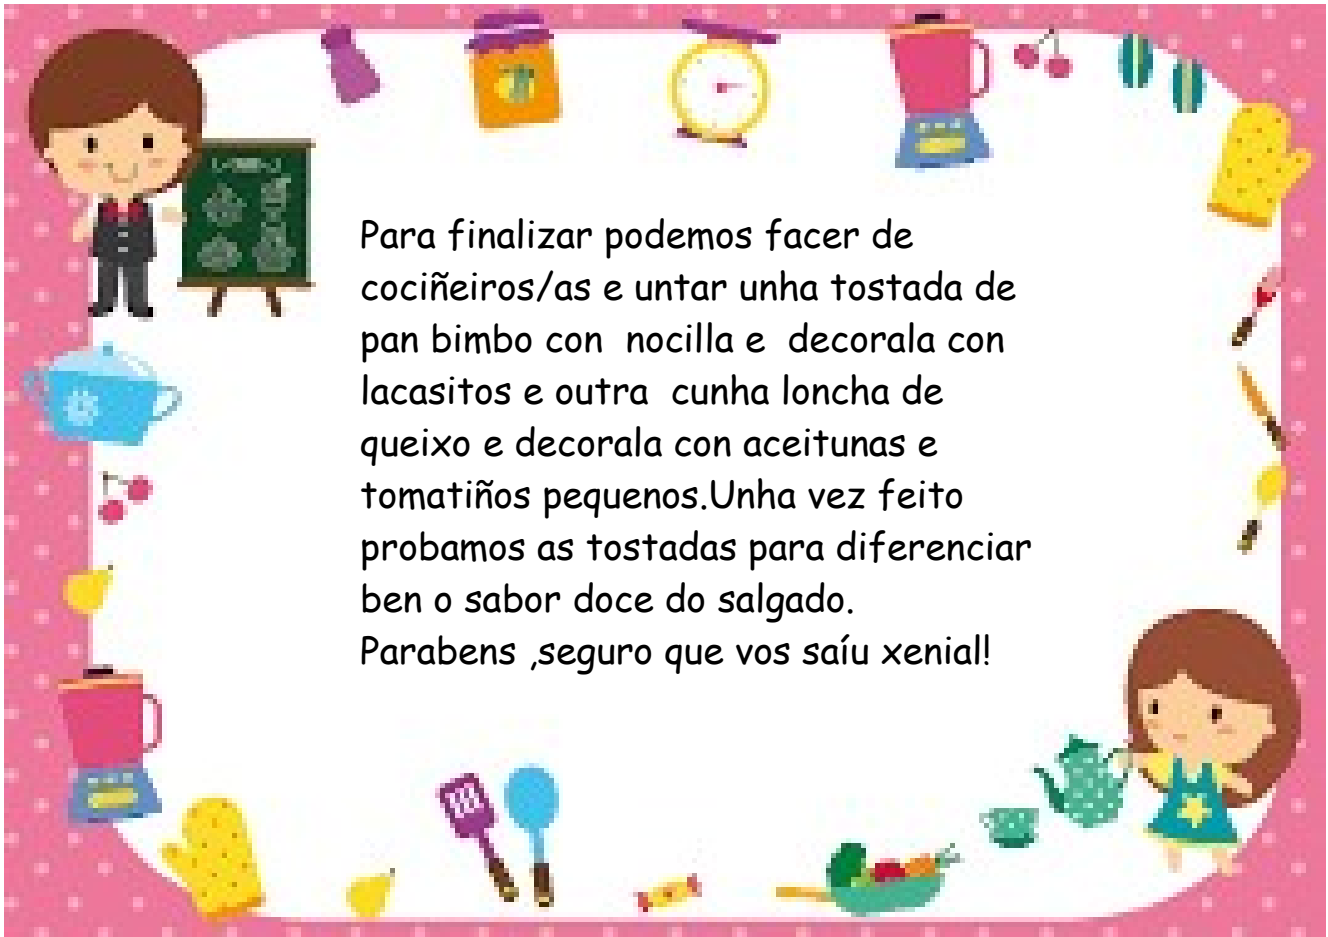 Para finalizar podemos facer de
cociñeiros/as e untar unha tostada de
pan bimbo con  nocilla e  decorala con
lacasitos e outra  cunha loncha de
queixo e decorala con aceitunas e
tomatiños pequenos.Unha vez feito
probamos as tostadas para diferenciar
ben o sabor doce do salgado.
Parabens ,seguro que vos saíu xenial!